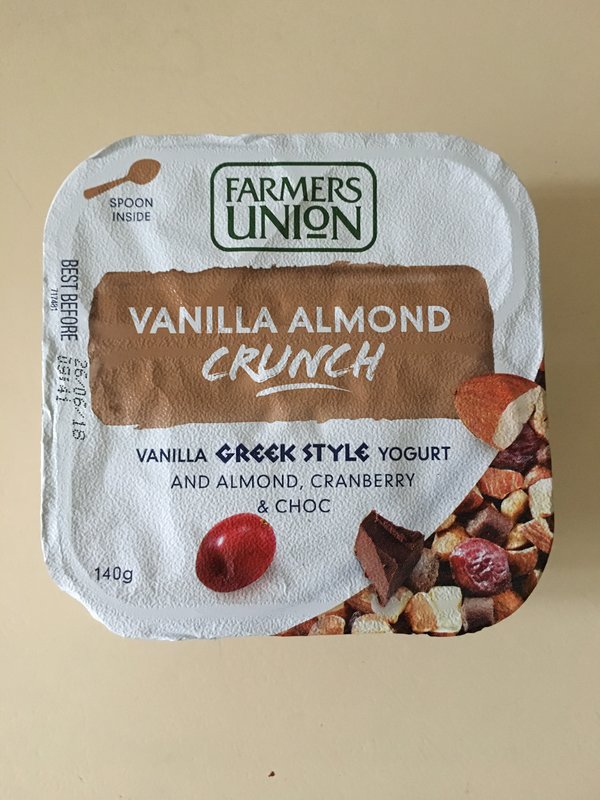 SPOON
INSIDE
FARMERS
UNION
BEST BEFORE
26/06/18
VANILLA ALMOND
CRUNCH
VANILLA GREEK STYLE YOGURT
AND ALMOND, CRANBERRY
& CHOC
140g